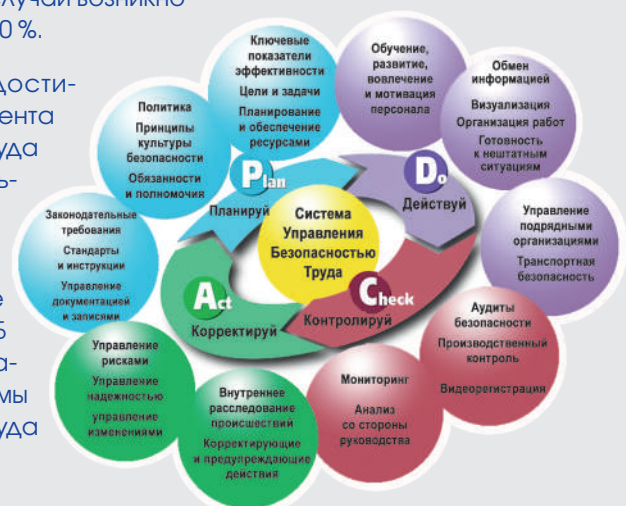 лучай возникно
0 %.
дости-
мента
уда
ь-
е
ь
а-
мы
уда
Ключевые
показатели
эффективности
Цели и задачи
Планирование
и обеспечение
ресурсами
Обучение,
развитие,
вовлечение
и мотивация
персонала
Обмен
информацией
Визуализация
Организация работ
Готовность
к нештатным
ситуациям
Политика
Принципы
культуры
безопасности
Обязанности
и полномочия
Plan
Планируй
Do
Действуй
Система
Управления
Безопасностью
Труда
Управление
подрядными
организациями
Транспортная
безопасность
Законодательные
требования
Стандарты
и инструкции
Управление
документацией
и записями
Act
Корректируй
Check
Контролируй
Аудиты
безопасности
Производственный
контроль
Видеорегистрация
Управление
рисками
Управление
надежностью
управление
изменениями
Внутреннее
расследование
происшествий
Корректирующие
и предупреждающие
действия
Мониторинг
Анализ
со стороны
руководства